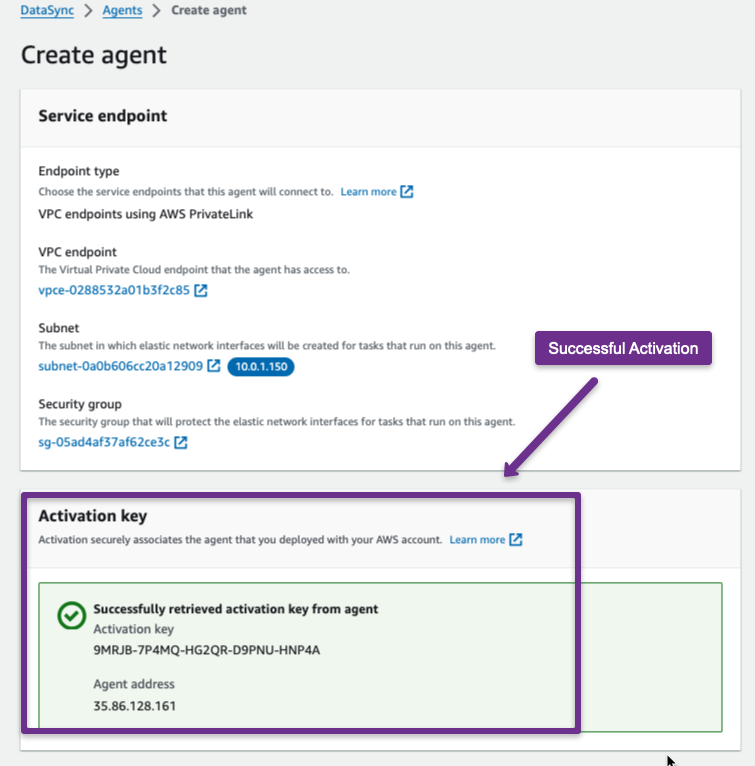 DataSync > Agents > Create agent
Create agent
Service endpoint
Endpoint type
Choose the service endpoints that this agent will connect to. Learn more
VPC endpoints using AWS PrivateLink
VPC endpoint
The Virtual Private Cloud endpoint that the agent has access to.
vpce-0288532a01b3f2c85
Subnet
The subnet in which elastic network interfaces will be created for tasks that run on this agent.
subnet-0a0b606cc20a12909 10.0.1.150
Successful Activation
Security group
The security group that will protect the elastic network interfaces for tasks that run on this agent.
sg-05ad4af37af62ce3c
Activation key
Activation securely associates the agent that you deployed with your AWS account. Learn more
Successfully retrieved activation key from agent
Activation key
9MRJB-7P4MQ-HG2QR-D9PNU-HNP4A
Agent address
35.86.128.161